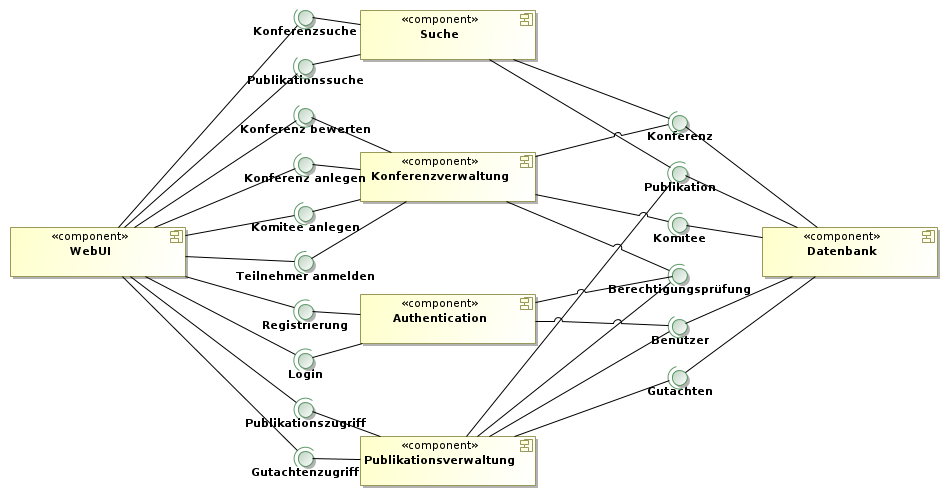 Konferenzsuche
«component»
Suche
Publikationssuche
Konferenz bewerten
Konferenz
«component»
Konferenz anlegen
Konferenzverwaltung
Publikation
Komitee anlegen
Komitee
«component»
WebUI
«component»
Datenbank
Teilnehmer anmelden
Berechtigungsprüfung
«component»
Registrierung
Authentication
Benutzer
Login
Gutachten
Publikationszugriff
«component»
Gutachtenzugriff
Publikationsverwaltung